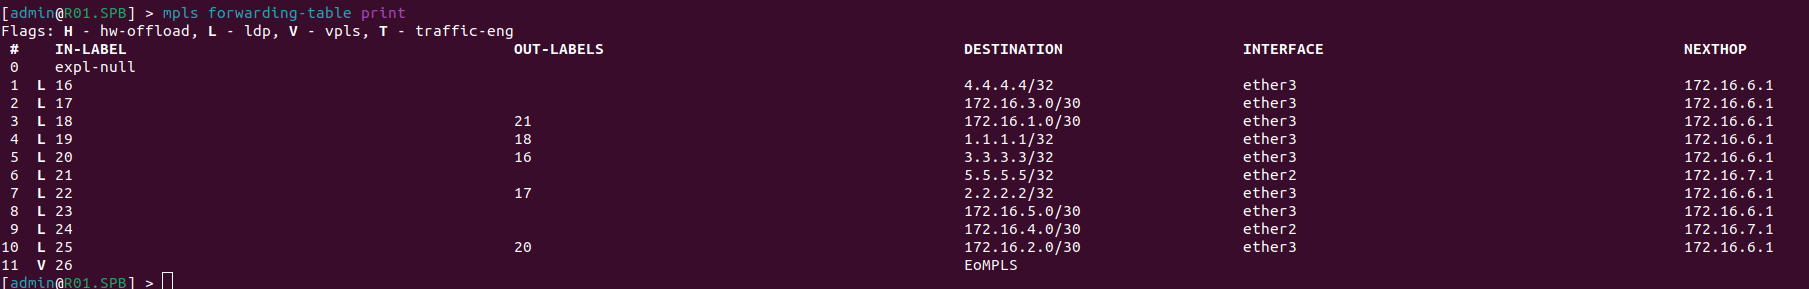 [admin@R01.SPB] > mpls forwarding-table print
Flags: H - hw-offload, L - ldp, V - vpls, T - traffic-eng
# IN-LABEL OUT-LABELS DESTINATION INTERFACE NEXTHOP
0 expl-null
1 L 16 4.4.4.4/32 ether3 172.16.6.1
2 L 17 172.16.3.0/30 ether3 172.16.6.1
3 L 18 21 172.16.1.0/30 ether3 172.16.6.1
4 L 19 18 1.1.1.1/32 ether3 172.16.6.1
5 L 20 16 3.3.3.3/32 ether3 172.16.6.1
6 L 21 5.5.5.5/32 ether2 172.16.7.1
7 L 22 17 2.2.2.2/32 ether3 172.16.6.1
8 L 23 172.16.5.0/30 ether3 172.16.6.1
9 L 24 172.16.4.0/30 ether2 172.16.7.1
10 L 25 20 172.16.2.0/30 ether3 172.16.6.1
11 V 26 EoMPLS
[admin@R01.SPB] >